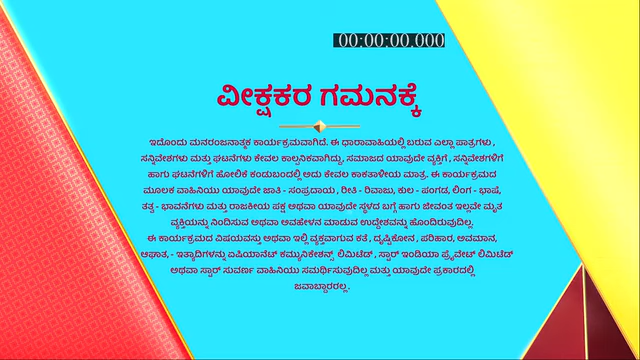 00:00:00.000
ವೀಕ್ಷಕರ ಗಮನಕ್ಕೆ
ಇದೊಂದು ಮನರಂಜನಾತ್ಮಕ ಕಾರ್ಯಕ್ರಮವಾಗಿದೆ. ಈ ಧಾರಾವಾಹಿಯಲ್ಲಿ ಬರುವ ಎಲ್ಲಾ ಪಾತ್ರಗಳು ,
ಸನ್ನಿವೇಶಗಳು ಮತ್ತು ಘಟನೆಗಳು ಕೇವಲ ಕಾಲ್ಪನಿಕವಾಗಿದ್ದು, ಸಮಾಜದ ಯಾವುದೇ ವ್ಯಕ್ತಿಗೆ , ಸನ್ನಿವೇಶಗಳಿಗೆ
ಹಾಗು ಘಟನೆಗಳಿಗೆ ಹೋಲಿಕೆ ಕಂಡುಬಂದಲ್ಲಿ ಅದು ಕೇವಲ ಕಾಕತಾಳೀಯ ಮಾತ್ರ. ಈ ಕಾರ್ಯಕ್ರಮದ
ಮೂಲಕ ವಾಹಿನಿಯು ಯಾವುದೇ ಜಾತಿ - ಸಂಪ್ರದಾಯ , ರೀತಿ - ರಿವಾಜು, ಕುಲ - ಪಂಗಡ, ಲಿಂಗ - ಭಾಷೆ,
ತತ್ವ - ಭಾವನೆಗಳು ಮತ್ತು ರಾಜಕೀಯ ಪಕ್ಷ ಅಥವಾ ಯಾವುದೇ ಸ್ಥಳದ ಬಗ್ಗೆ ಹಾಗು ಜೀವಂತ ಇಲ್ಲವೇ ಮೃತ
ವ್ಯಕ್ತಿಯನ್ನು ನಿಂದಿಸುವ ಅಥವಾ ಅವಹೇಳನ ಮಾಡುವ ಉದ್ದೇಶವನ್ನು ಹೊಂದಿರುವುದಿಲ್ಲ.
ಈ ಕಾರ್ಯಕ್ರಮದ ವಿಷಯವಸ್ತು ಅಥವಾ ಇಲ್ಲಿ ವ್ಯಕ್ತವಾಗುವ ಕತೆ , ದೃಷ್ಟಿಕೋನ , ಪರಿಹಾರ, ಅವಮಾನ,
ಆಘಾತ, - ಇತ್ಯಾದಿಗಳನ್ನು ಏಷಿಯಾನೆಟ್ ಕಮ್ಯುನಿಕೇಶನ್ಸ್ ಲಿಮಿಟೆಡ್ , ಸ್ಟಾರ್ ಇಂಡಿಯಾ ಪ್ರೈವೇಟ್ ಲಿಮಿಟೆಡ್
ಅಥವಾ ಸ್ಟಾರ್ ಸುವರ್ಣ ವಾಹಿನಿಯು ಸಮರ್ಥಿಸುವುದಿಲ್ಲ ಮತ್ತು ಯಾವುದೇ ಪ್ರಕಾರದಲ್ಲಿ
ಜವಾಬ್ದಾರರಲ್ಲ.